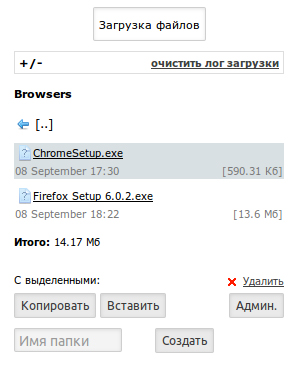 Загрузка файлов
+/-
очистить лог загрузки
Browsers
[..]
ChromeSetup.exe
08 September 17:30 [590.31 Кб]
Firefox Setup 6.0.2.exe
08 September 18:22 [13.6 Мб]
Итого: 14.17 Мб
С выделенными: Удалить
Копировать Вставить Админ.
Имя папки Создать